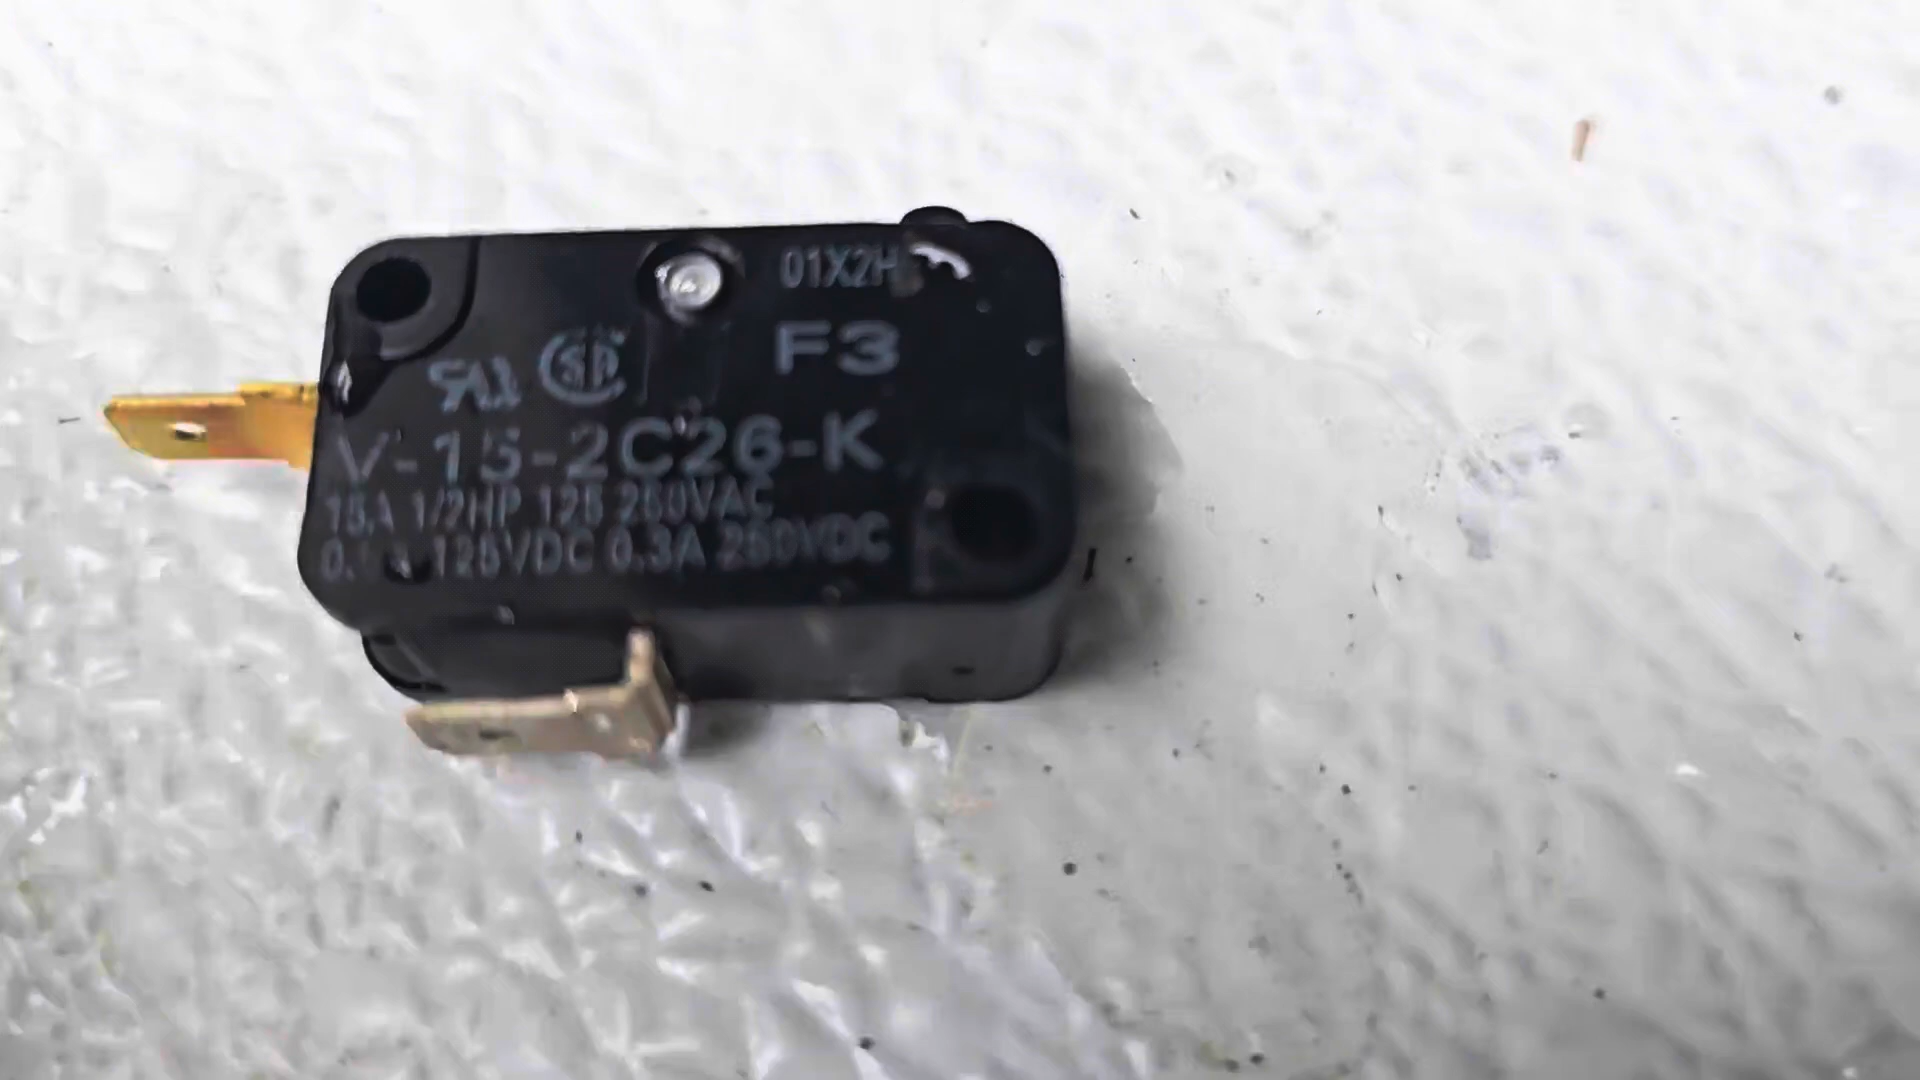 01X2H
F3
V-15-2C26-K
15A 1/2HP 125 250VAC
125VDC 0.3A 250VDC